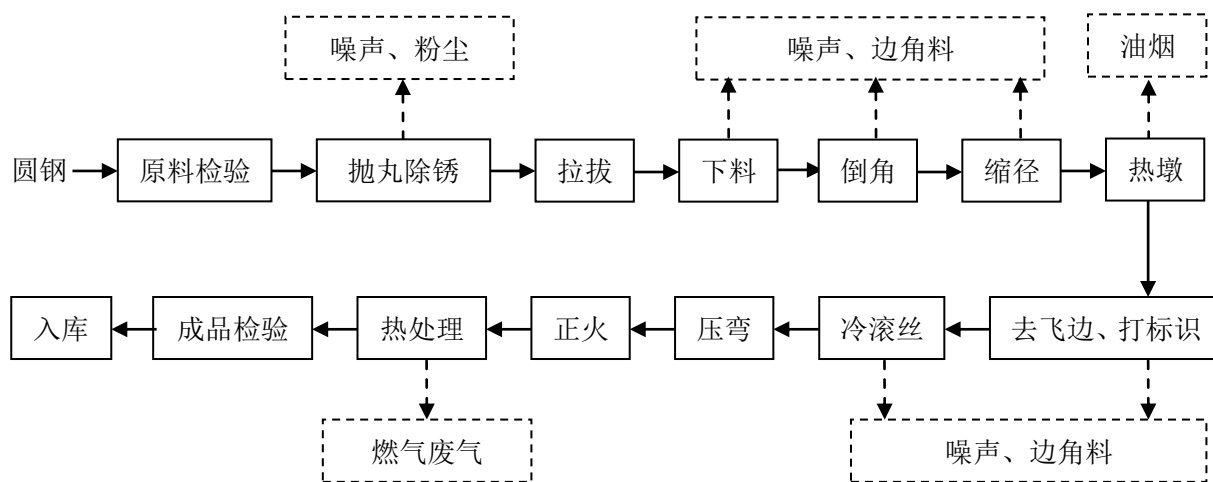 噪声、粉尘
噪声、边角料
油烟
圆钢
原料检验
抛丸除锈
拉拔
下料
倒角
缩径
热墩
入库
成品检验
热处理
正火
压弯
冷滚丝
去飞边、打标识
燃气废气
噪声、边角料